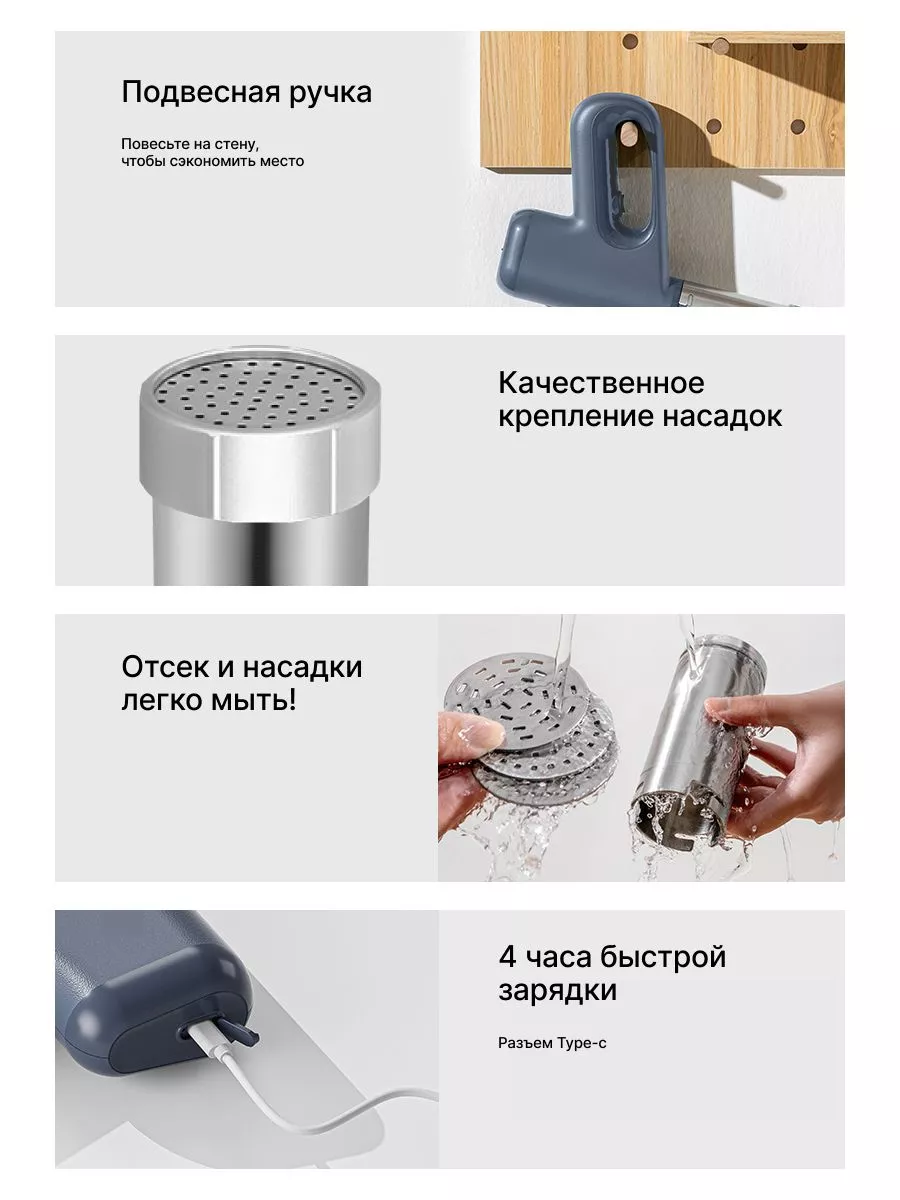 Подвесная ручка
Повесьте на стену,
чтобы сэкономить место
Качественное
крепление насадок
Отсек и насадки
легко мыть!
4 часа быстрой
зарядки
Разъем Type-c